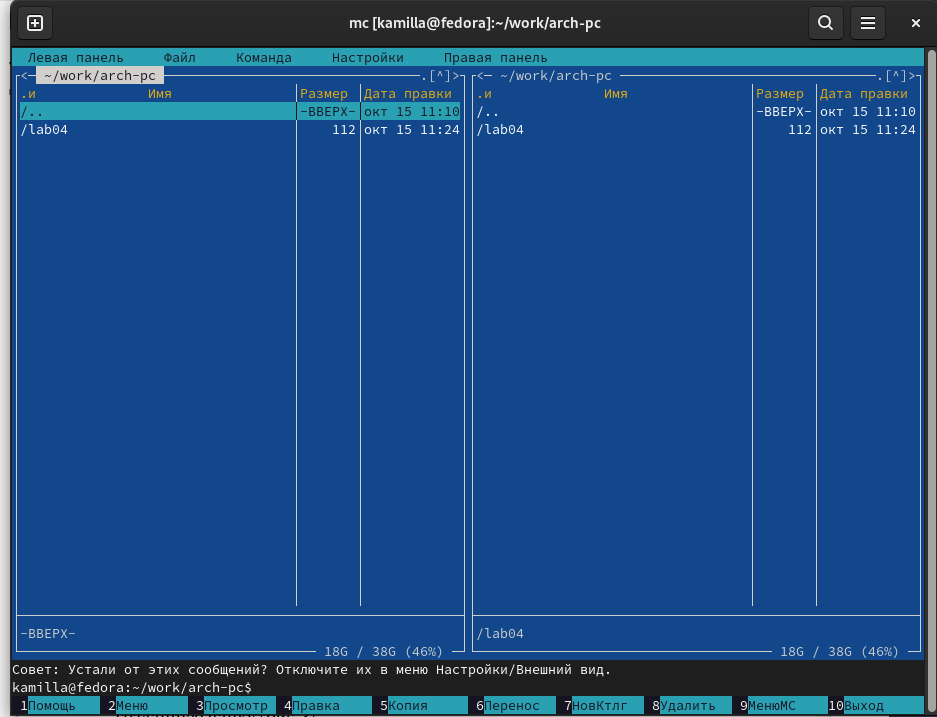 mc [kamilla@fedora]:~/work/arch-pc
Левая панель Файл Команда Настройки Правая панель
<─ ~/work/arch-pc ─.[^]>
.и Имя Размер Дата правки
/.. -ВВЕРХ- окт 15 11:10
/lab04 112 окт 15 11:24
-ВВЕРХ-
18G / 38G (46%)
<─ ~/work/arch-pc ─.[^]>
.и Имя Размер Дата правки
/.. -ВВЕРХ- окт 15 11:10
/lab04 112 окт 15 11:24
/lab04
18G / 38G (46%)
Совет: Устали от этих сообщений? Отключите их в меню Настройки/Внешний вид.
kamilla@fedora:~/work/arch-pc$
1Помощь 2Меню 3Просмотр 4Правка 5Копия 6Перенос 7НовКтлг 8Удалить 9МенюМС 10Выход